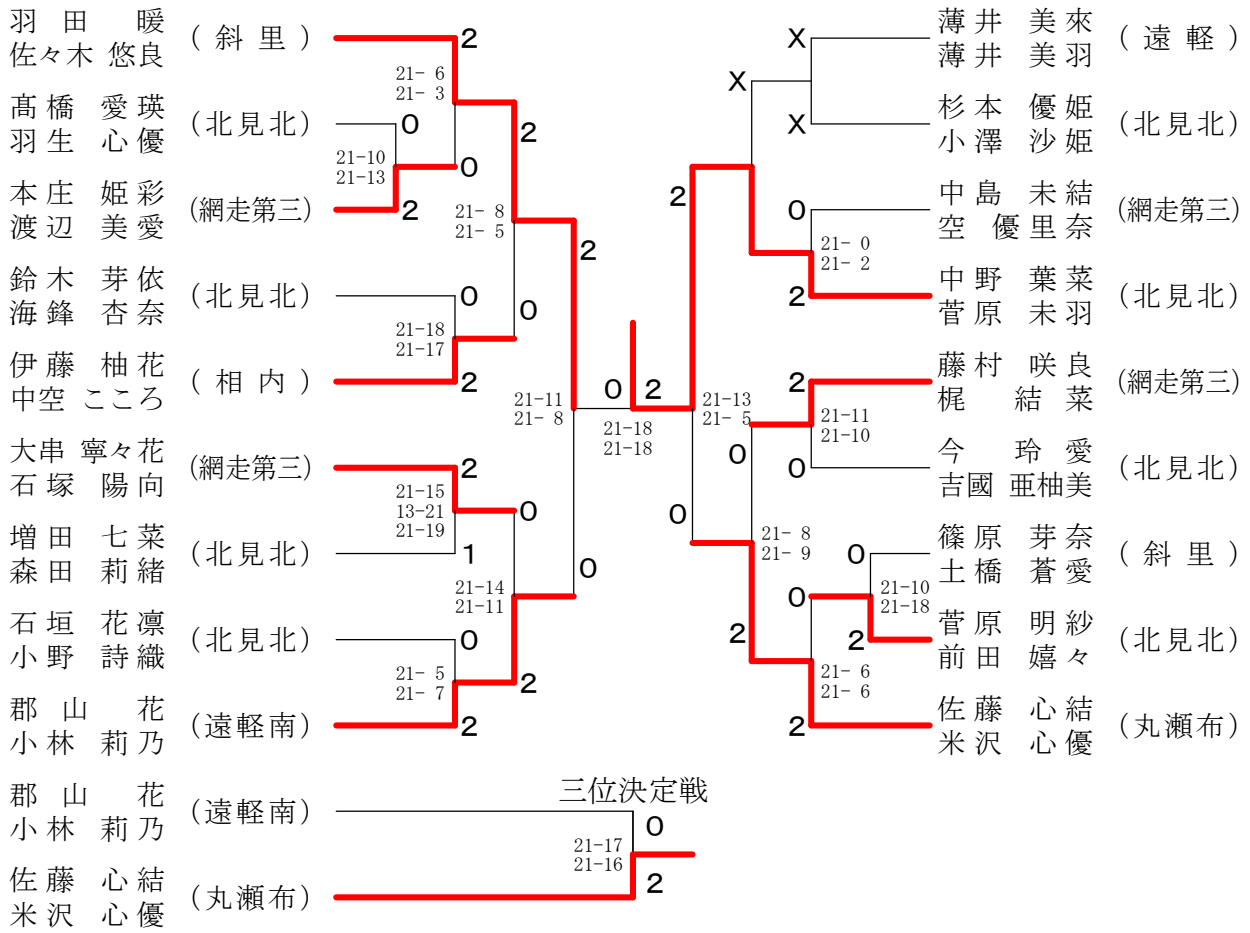 羽田 暖
佐々木 悠良
(斜里)
2
21- 6
21- 3
髙橋 愛瑛
羽生 心優
(北見北)
0
21-10
21-13
0
2
本庄 姫彩
渡辺 美愛
(網走第三)
2
21- 8
21- 5
2
鈴木 芽依
海鋒 杏奈
(北見北)
0
0
21-18
21-17
伊藤 柚花
中空 こころ
(相内)
2
21-11
21- 8
大串 寧々花
石塚 陽向
(網走第三)
2
21-15
13-21
21-19
0
増田 七菜
森田 莉緒
(北見北)
1
21-14
21-11
0
石垣 花凛
小野 詩織
(北見北)
0
21- 5
21- 7
2
郡山 花
小林 莉乃
(遠軽南)
2
0
2
21-18
21-18
X
薄井 美來
薄井 美羽
(遠軽)
X
X
杉本 優姫
小澤 沙姫
(北見北)
2
0
中島 未結
空 優里奈
(網走第三)
21- 0
21- 2
2
中野 葉菜
菅原 未羽
(北見北)
21-13
21- 5
2
藤村 咲良
梶 結菜
(網走第三)
21-11
21-10
0
0
今 玲愛
吉國 亜柚美
(北見北)
0
21- 8
21- 9
0
篠原 芽奈
土橋 蒼愛
(斜里)
21-10
21-18
0
2
2
菅原 明紗
前田 嬉々
(北見北)
21- 6
21- 6
2
佐藤 心結
米沢 心優
(丸瀬布)
三位決定戦
郡山 花
小林 莉乃
(遠軽南)
0
21-17
21-16
2
佐藤 心結
米沢 心優
(丸瀬布)